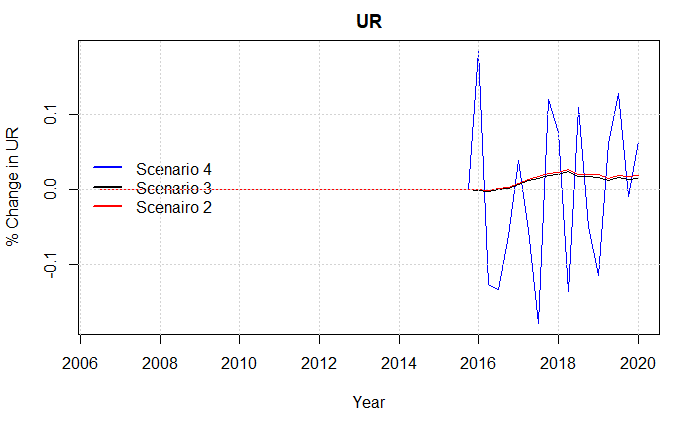 UR
% Change in UR
0.1
0.0
-0.1
Scenario 4
Scenario 3
Scenairo 2
2006 2008 2010 2012 2014 2016 2018 2020
Year